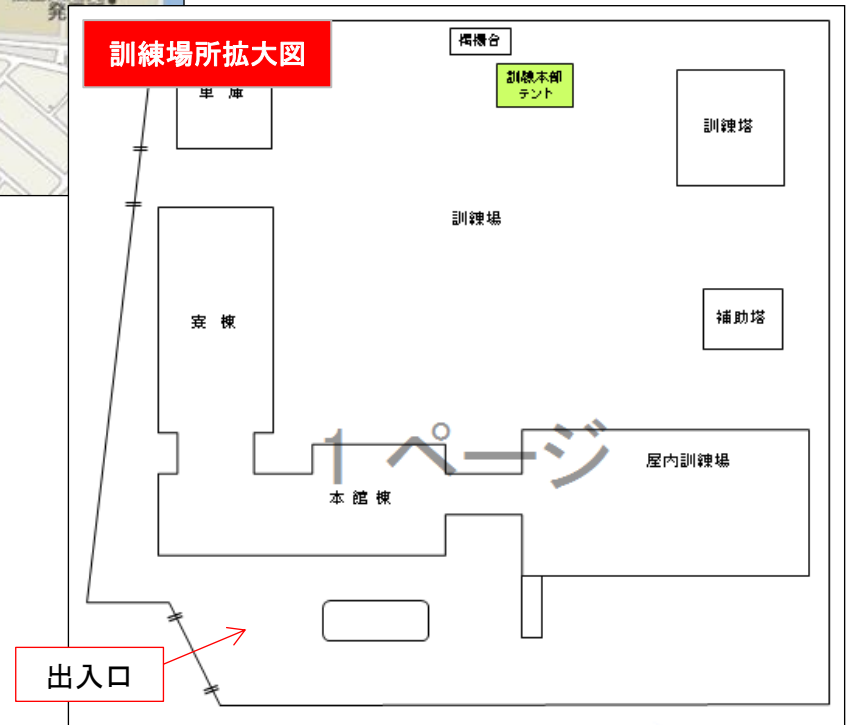 発
訓練場所拡大図
掲揚台
訓練本部
テント
車 庫
訓練塔
訓練場
補助塔
寮 棟
1 ページ
屋内訓練場
本 館 棟
出入口